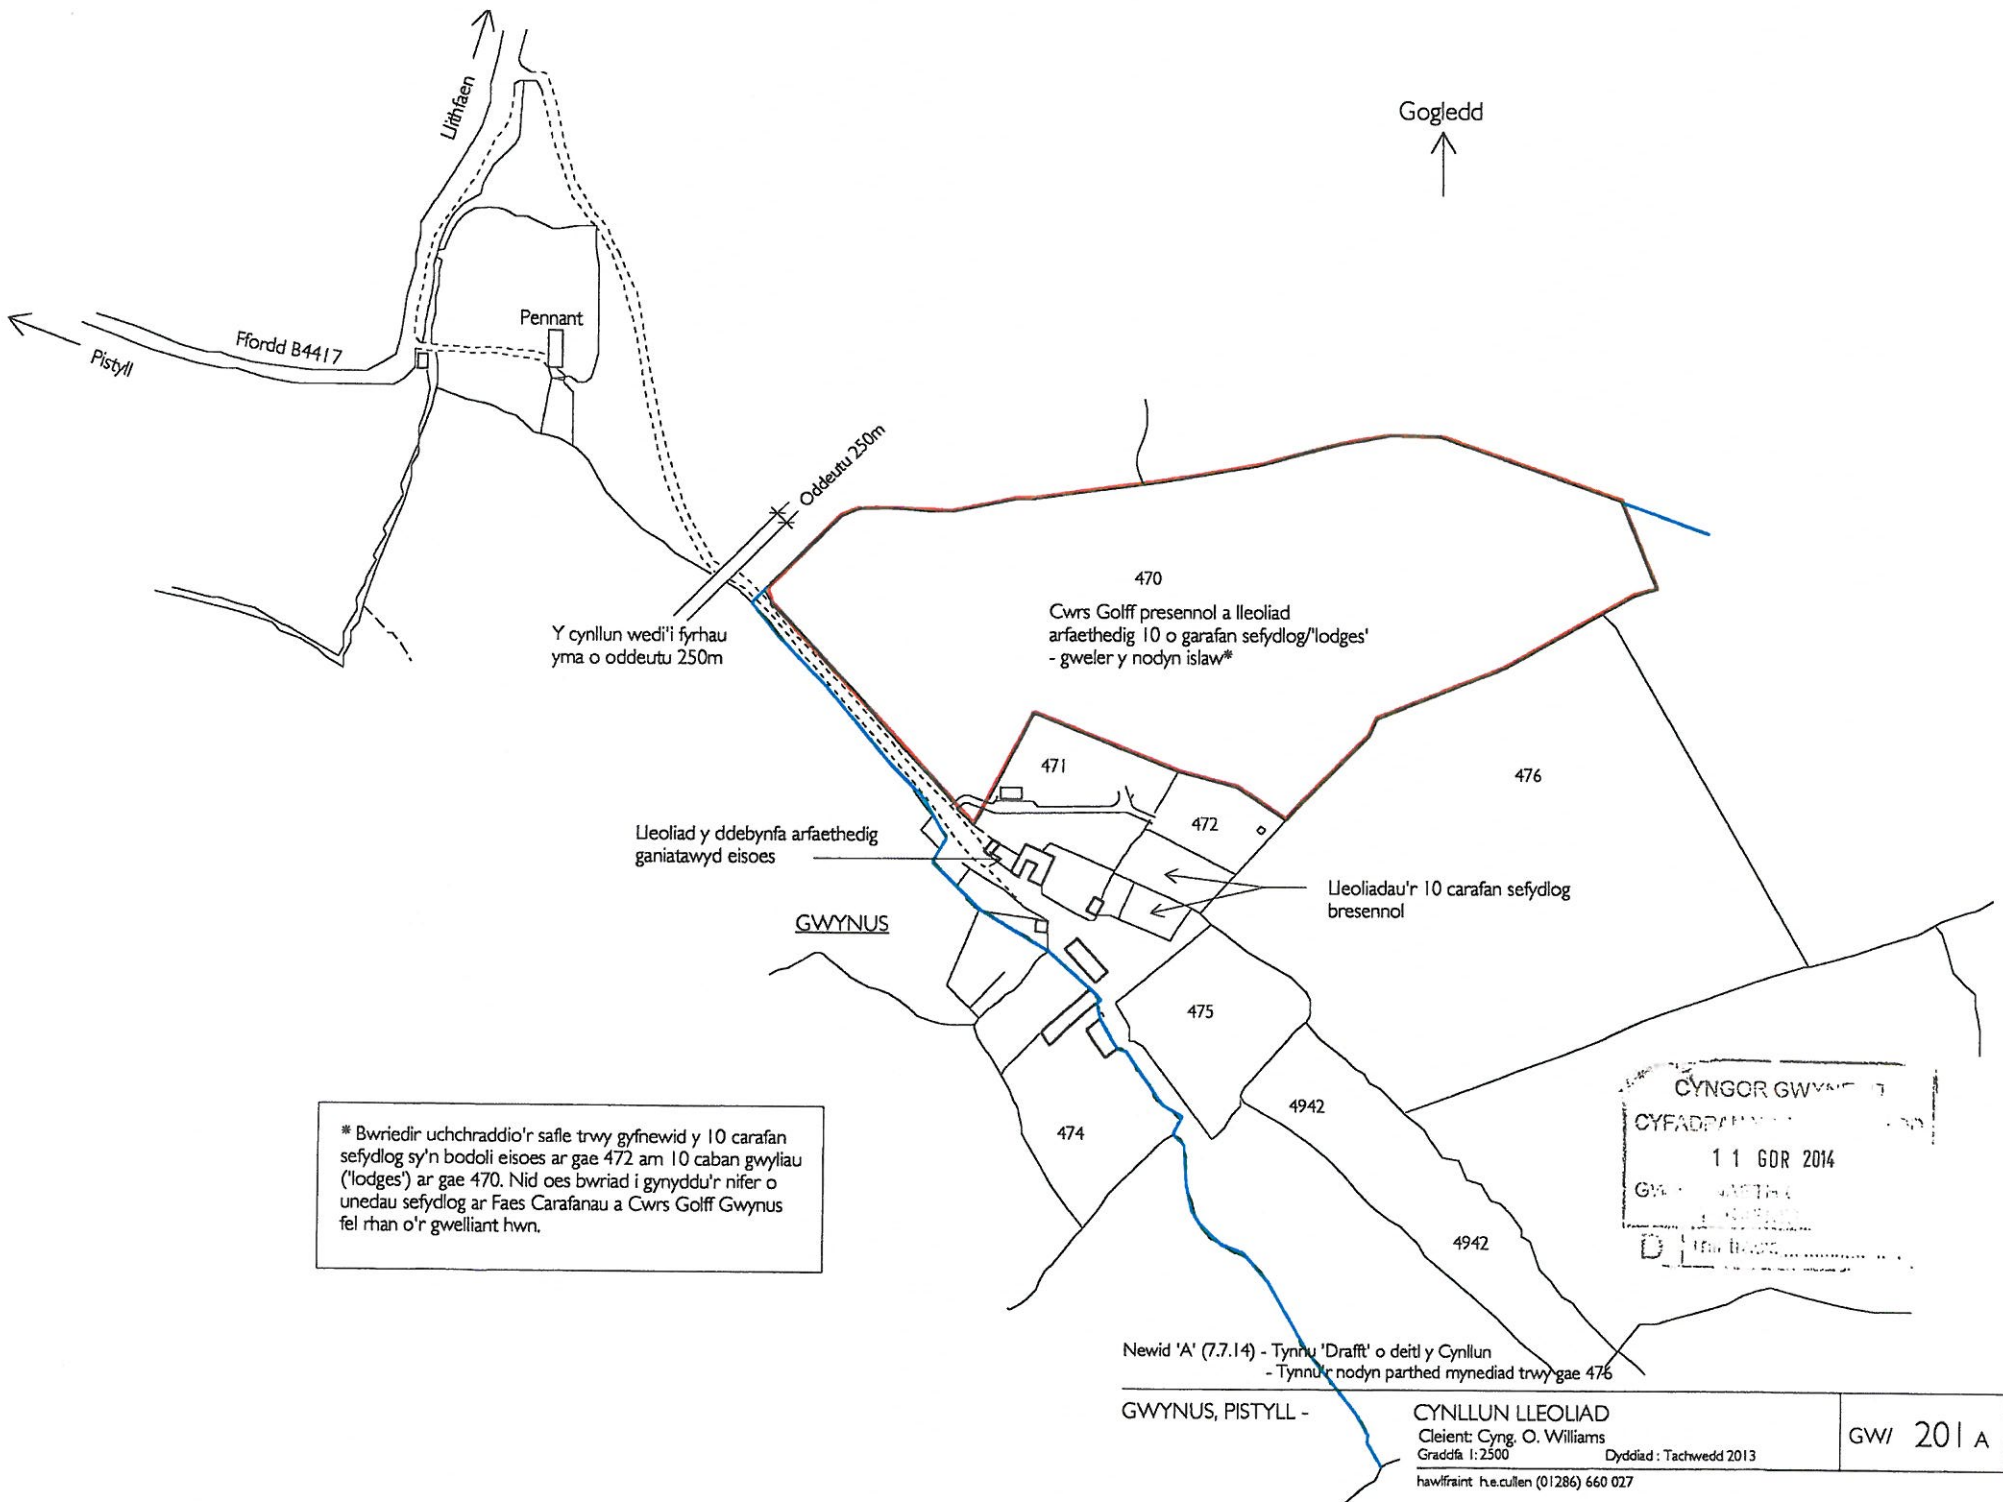 Llithfaen
Gogledd
Pennant
Ffordd B4417
Pistyll
Oddeutu 250m
Y cynllun wedi'i fyrhau
yma o oddeutu 250m
470
Cwrs Golff presennol a lleoliad
arfaethedig 10 o garafan sefydlog/'lodges'
- gweler y nodyn islaw*
471
476
472
Lleoliad y ddebynfa arfaethedig
ganiatawyd eisoes
Lleoliadau'r 10 carafan sefydlog
bresennol
GWYNUS
475
4942
474
4942
* Bwriedir uchchraddio'r safle trwy gyfnewid y 10 carafan
sefydlog sy'n bodoli eisoes ar gae 472 am 10 caban gwyliau
('lodges') ar gae 470. Nid oes bwriad i gynyddu'r nifer o
unedau sefydlog ar Faes Carafanau a Cwrs Golff Gwynus
fel rhan o'r gwelliant hwn.
CYNGOR
11 GOR 2014
Newid 'A' (7.7.14) - Tynnu 'Drafft' o deitl y Cynllun
- Tynnu'r nodyn parthed mynediad trwy gae 476
GWYNUS, PISTYLL -
CYNLLUN LLEOLIAD
Cleient: Cyng. O. Williams
Graddfa 1:2500 Dyddiad : Tachwedd 2013
hawlfraint h.e.cullen (01286) 660 027
GW/ 201 A